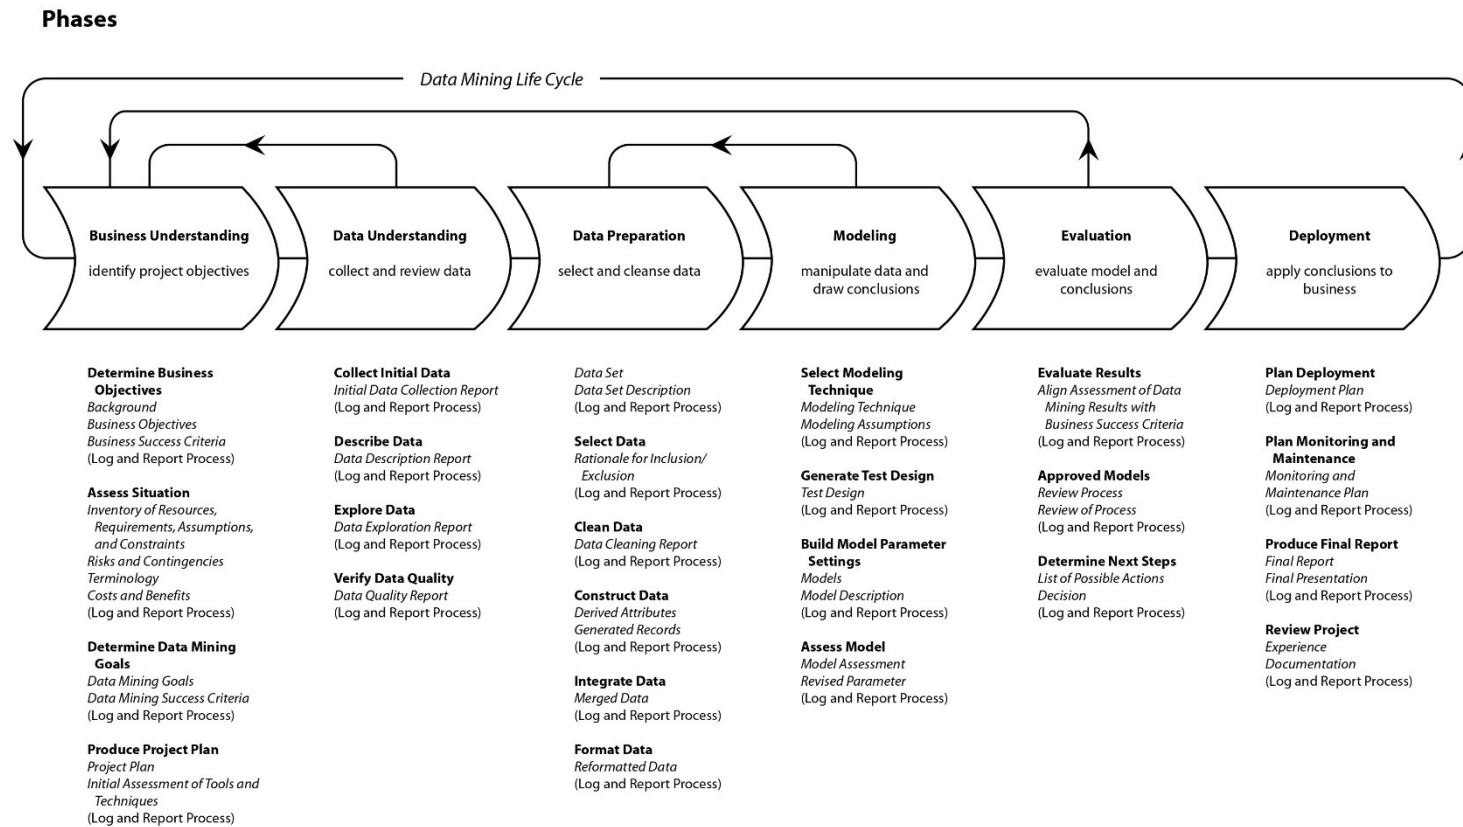 Phases
Data Mining Life Cycle
Business Understanding
identify project objectives
Data Understanding
collect and review data
Data Preparation
select and cleanse data
Modeling
manipulate data and
draw conclusions
Evaluation
evaluate model and
conclusions
Deployment
apply conclusions to
business
Determine Business
Objectives
Background
Business Objectives
Business Success Criteria
(Log and Report Process)
Assess Situation
Inventory of Resources,
Requirements, Assumptions,
and Constraints
Risks and Contingencies
Terminology
Costs and Benefits
(Log and Report Process)
Determine Data Mining
Goals
Data Mining Goals
Data Mining Success Criteria
(Log and Report Process)
Produce Project Plan
Project Plan
Initial Assessment of Tools and
Techniques
(Log and Report Process)
Collect Initial Data
Initial Data Collection Report
(Log and Report Process)
Describe Data
Data Description Report
(Log and Report Process)
Explore Data
Data Exploration Report
(Log and Report Process)
Verify Data Quality
Data Quality Report
(Log and Report Process)
Data Set
Data Set Description
(Log and Report Process)
Select Data
Rationale for Inclusion/
Exclusion
(Log and Report Process)
Clean Data
Data Cleaning Report
(Log and Report Process)
Construct Data
Derived Attributes
Generated Records
(Log and Report Process)
Integrate Data
Merged Data
(Log and Report Process)
Format Data
Reformatted Data
(Log and Report Process)
Select Modeling
Technique
Modeling Technique
Modeling Assumptions
(Log and Report Process)
Generate Test Design
Test Design
(Log and Report Process)
Build Model Parameter
Settings
Models
Model Description
(Log and Report Process)
Assess Model
Model Assessment
Revised Parameter
(Log and Report Process)
Evaluate Results
Align Assessment of Data
Mining Results with
Business Success Criteria
(Log and Report Process)
Approved Models
Review Process
Review of Process
(Log and Report Process)
Determine Next Steps
List of Possible Actions
Decision
(Log and Report Process)
Plan Deployment
Deployment Plan
(Log and Report Process)
Plan Monitoring and
Maintenance
Monitoring and
Maintenance Plan
(Log and Report Process)
Produce Final Report
Final Report
Final Presentation
(Log and Report Process)
Review Project
Experience
Documentation
(Log and Report Process)